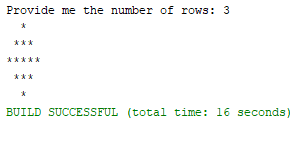 Provide me the number of rows: 3
  *
 ***
*****
 ***
  *
BUILD SUCCESSFUL (total time: 16 seconds)